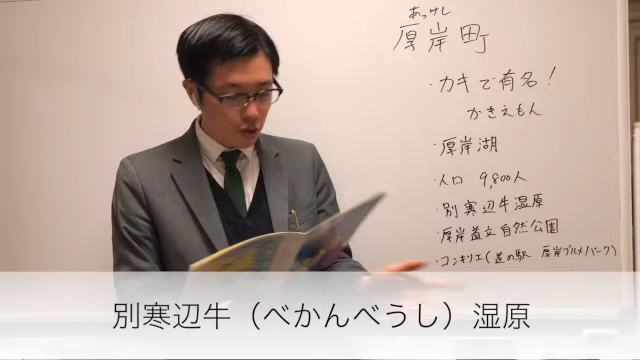 あっけし
厚岸町
・カキで有名！
かきえもん
・厚岸湖
・人口 9,800人
・別寒辺牛湿原
・厚岸道立自然公園
・コンキリエ(道の駅 厚岸グルメパーク)
別寒辺牛（べかんべうし）湿原